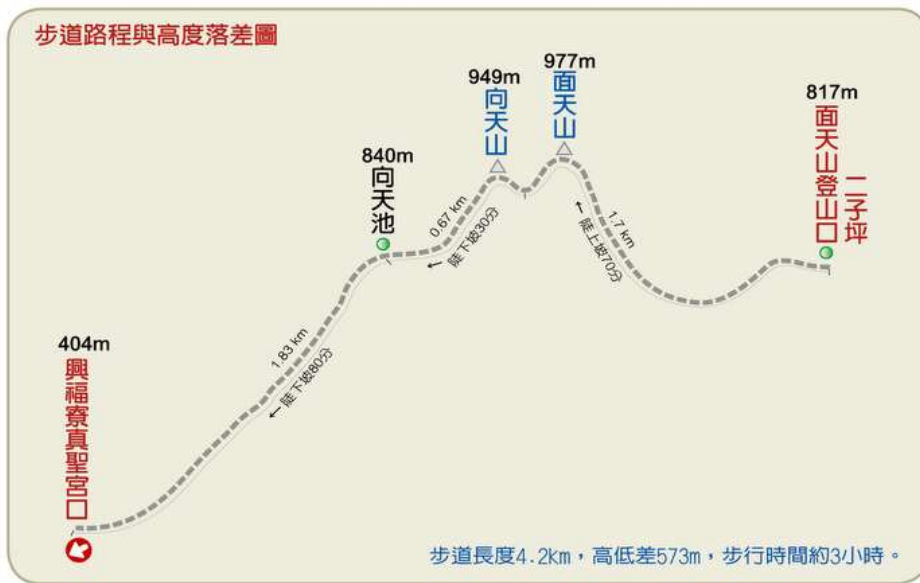 步道路程與高度落差圖
977m
面天山
949m
向天山
817m
面天山登山口
二子坪
840m
向天池
0.67 km
← 陡下坡30分
1.7 km
← 陡上坡70分
404m
興福寮真聖宮口
1.83 km
← 陡下坡80分
步道長度4.2km，高低差573m，步行時間約3小時。